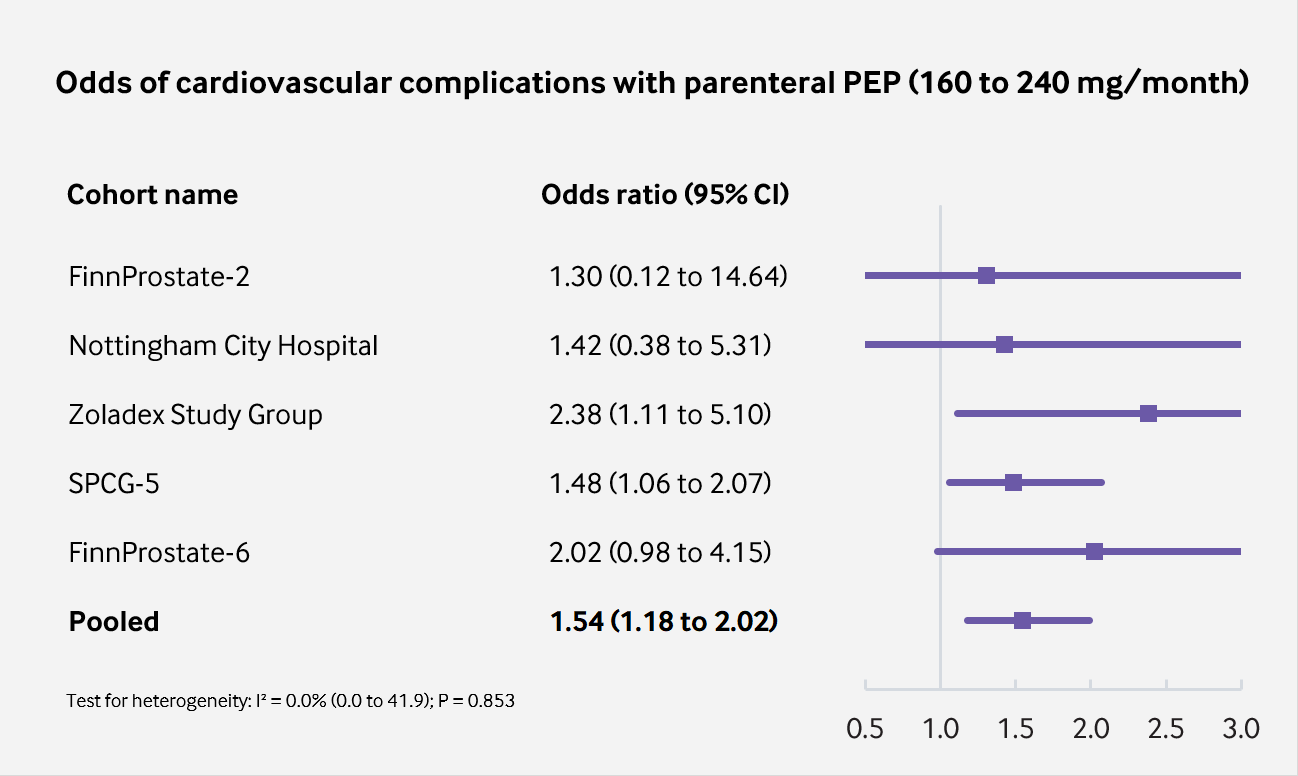 Odds of cardiovascular complications with parenteral PEP (160 to 240 mg/month)
Cohort name Odds ratio (95% CI)
FinnProstate-2 1.30 (0.12 to 14.64)
Nottingham City Hospital 1.42 (0.38 to 5.31)
Zoladex Study Group 2.38 (1.11 to 5.10)
SPCG-5 1.48 (1.06 to 2.07)
FinnProstate-6 2.02 (0.98 to 4.15)
Pooled 1.54 (1.18 to 2.02)
Test for heterogeneity: I² = 0.0% (0.0 to 41.9); P = 0.853
0.5 1.0 1.5 2.0 2.5 3.0